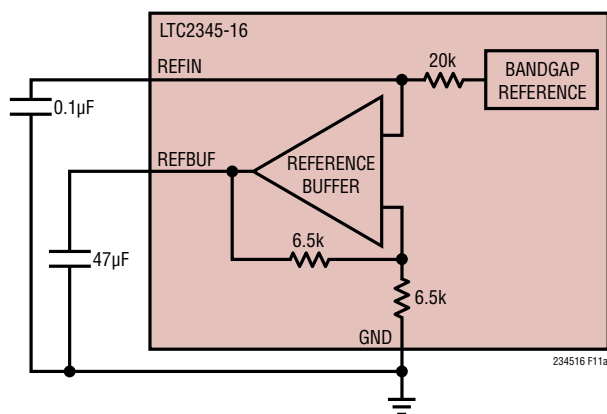 LTC2345-16
REFIN
20k
BANDGAP
REFERENCE
0.1µF
REFBUF
REFERENCE
BUFFER
6.5k
47µF
6.5k
GND
234516 F11a